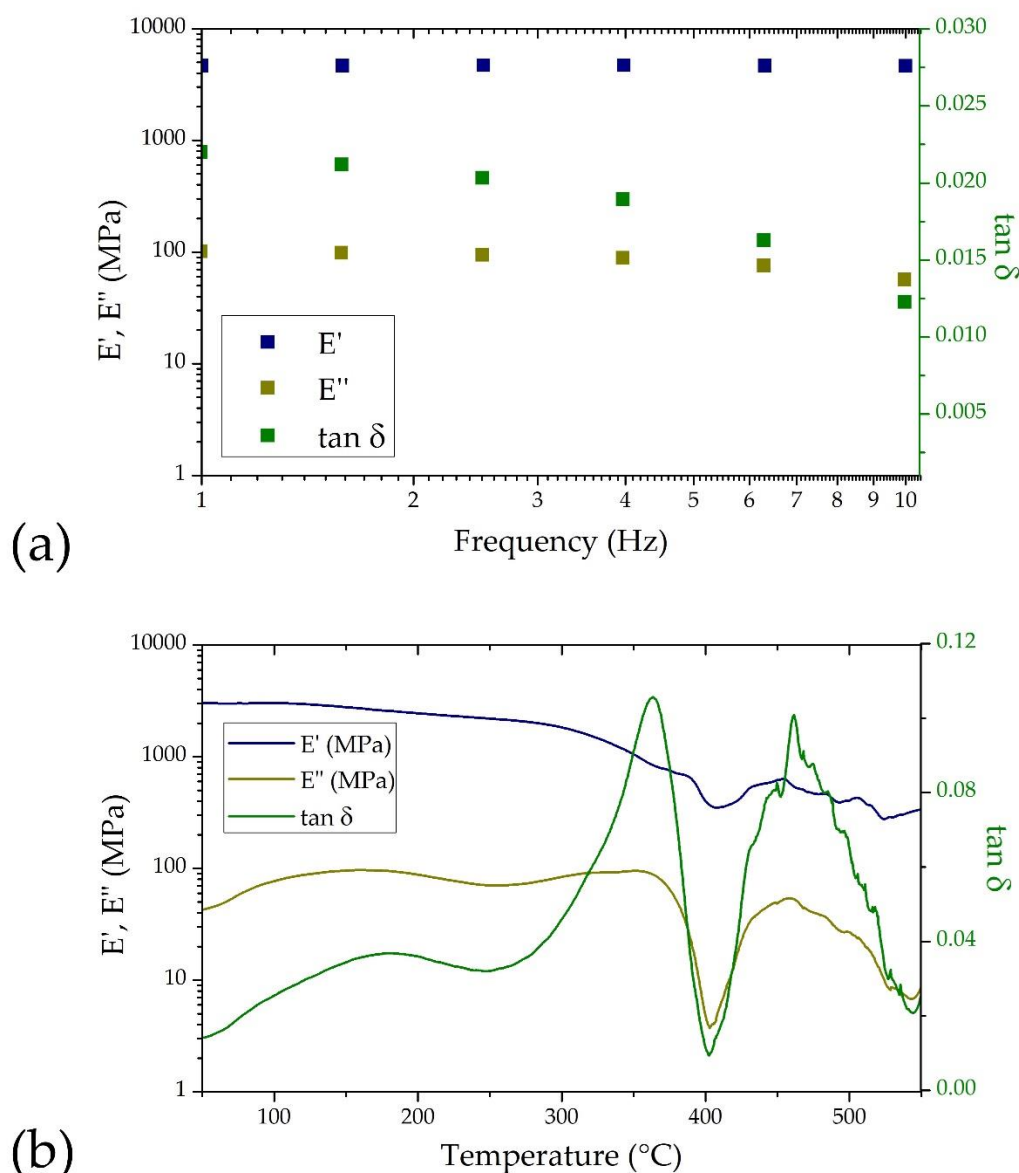 10000
1000
100
10
1
E', E'' (MPa)
0.030
0.025
0.020
0.015
0.010
0.005
tan δ
E'
E''
tan δ
1 2 3 4 5 6 7 8 9 10
Frequency (Hz)
(a)
10000
1000
100
10
1
E', E'' (MPa)
0.12
0.08
0.04
0.00
tan δ
E' (MPa)
E'' (MPa)
tan δ
100 200 300 400 500
Temperature (°C)
(b)